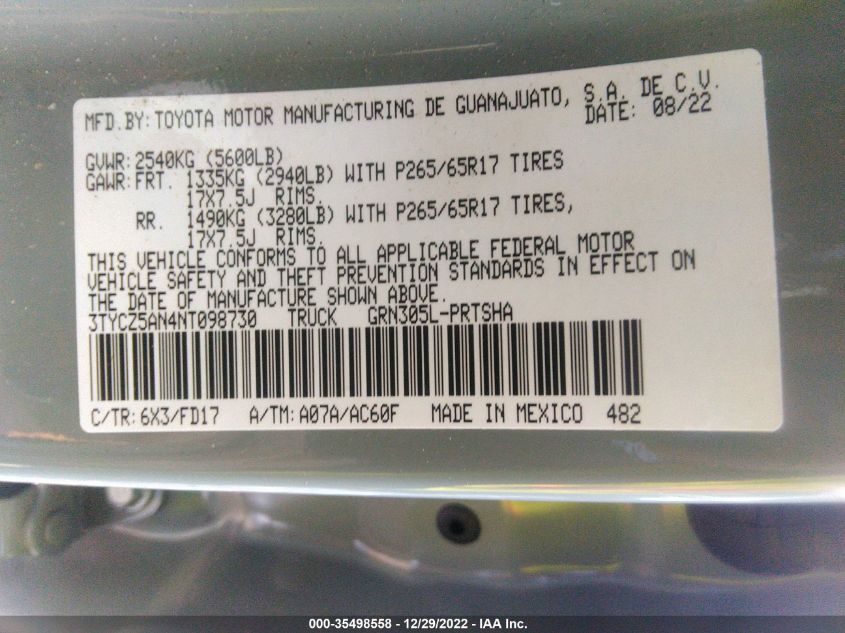 MFD.BY:TOYOTA MOTOR MANUFACTURING DE GUANAJUATO, S.A. DE C.V.
DATE: 08/22
GVWR:2540KG (5600LB)
GAWR:FRT. 1335KG (2940LB) WITH P265/65R17 TIRES
17X7.5J RIMS.
RR. 1490KG (3280LB) WITH P265/65R17 TIRES,
17X7.5J RIMS.
THIS VEHICLE CONFORMS TO ALL APPLICABLE FEDERAL MOTOR
VEHICLE SAFETY AND THEFT PREVENTION STANDARDS IN EFFECT ON
THE DATE OF MANUFACTURE SHOWN ABOVE.
3TYCZ5AN4NT098730 TRUCK GRN305L-PRTSHA
C/TR:6X3/FD17 A/TM:A07A/AC60F MADE IN MEXICO 482
000-35498558 - 12/29/2022 - IAA Inc.